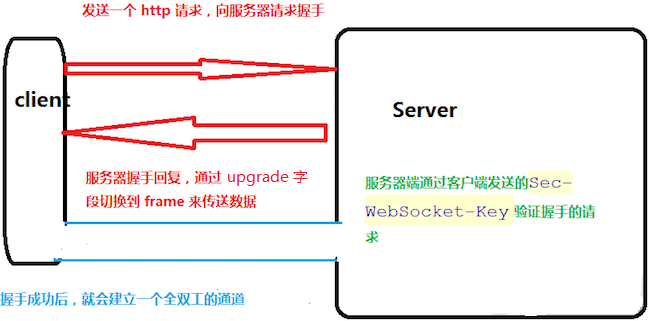 发送一个 http 请求，向服务器请求握手
client
Server
服务器握手回复，通过 upgrade 字
段切换到 frame 来传送数据
服务器端通过客户端发送的Sec-
WebSocket-Key 验证握手的请
求
握手成功后，就会建立一个全双工的通道